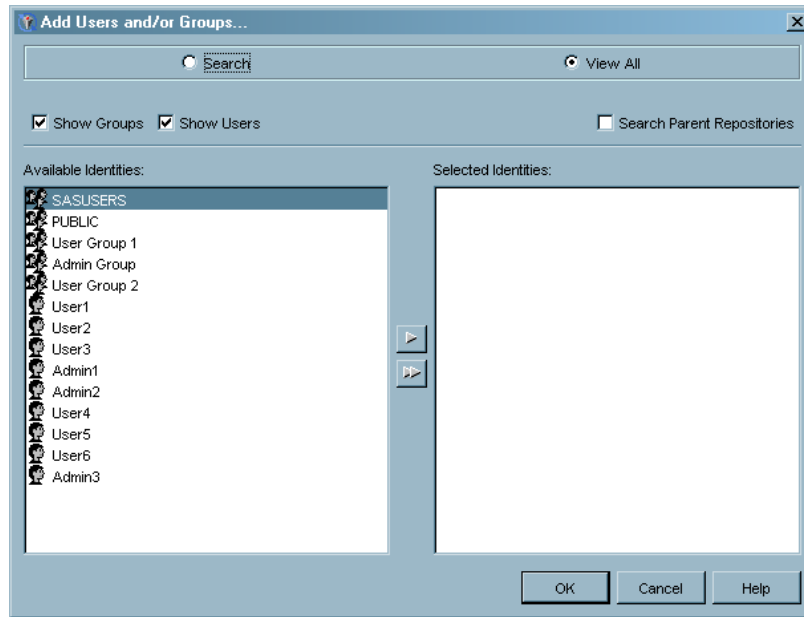 Add Users and/or Groups...
Search View All
Show Groups Show Users Search Parent Repositories
Available Identities: Selected Identities:
SASUSERS
PUBLIC
User Group 1
Admin Group
User Group 2
User1
User2
User3
Admin1
Admin2
User4
User5
User6
Admin3
OK Cancel Help